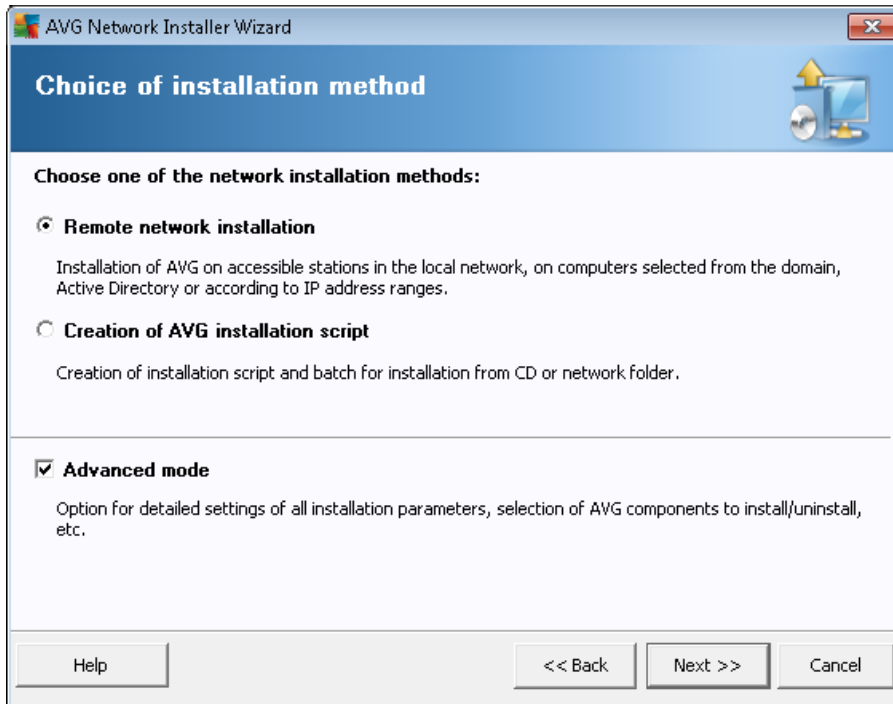 AVG Network Installer Wizard
Choice of installation method
Choose one of the network installation methods:
Remote network installation
Installation of AVG on accessible stations in the local network, on computers selected from the domain,
Active Directory or according to IP address ranges.
Creation of AVG installation script
Creation of installation script and batch for installation from CD or network folder.
Advanced mode
Option for detailed settings of all installation parameters, selection of AVG components to install/uninstall,
etc.
Help
<< Back
Next >>
Cancel